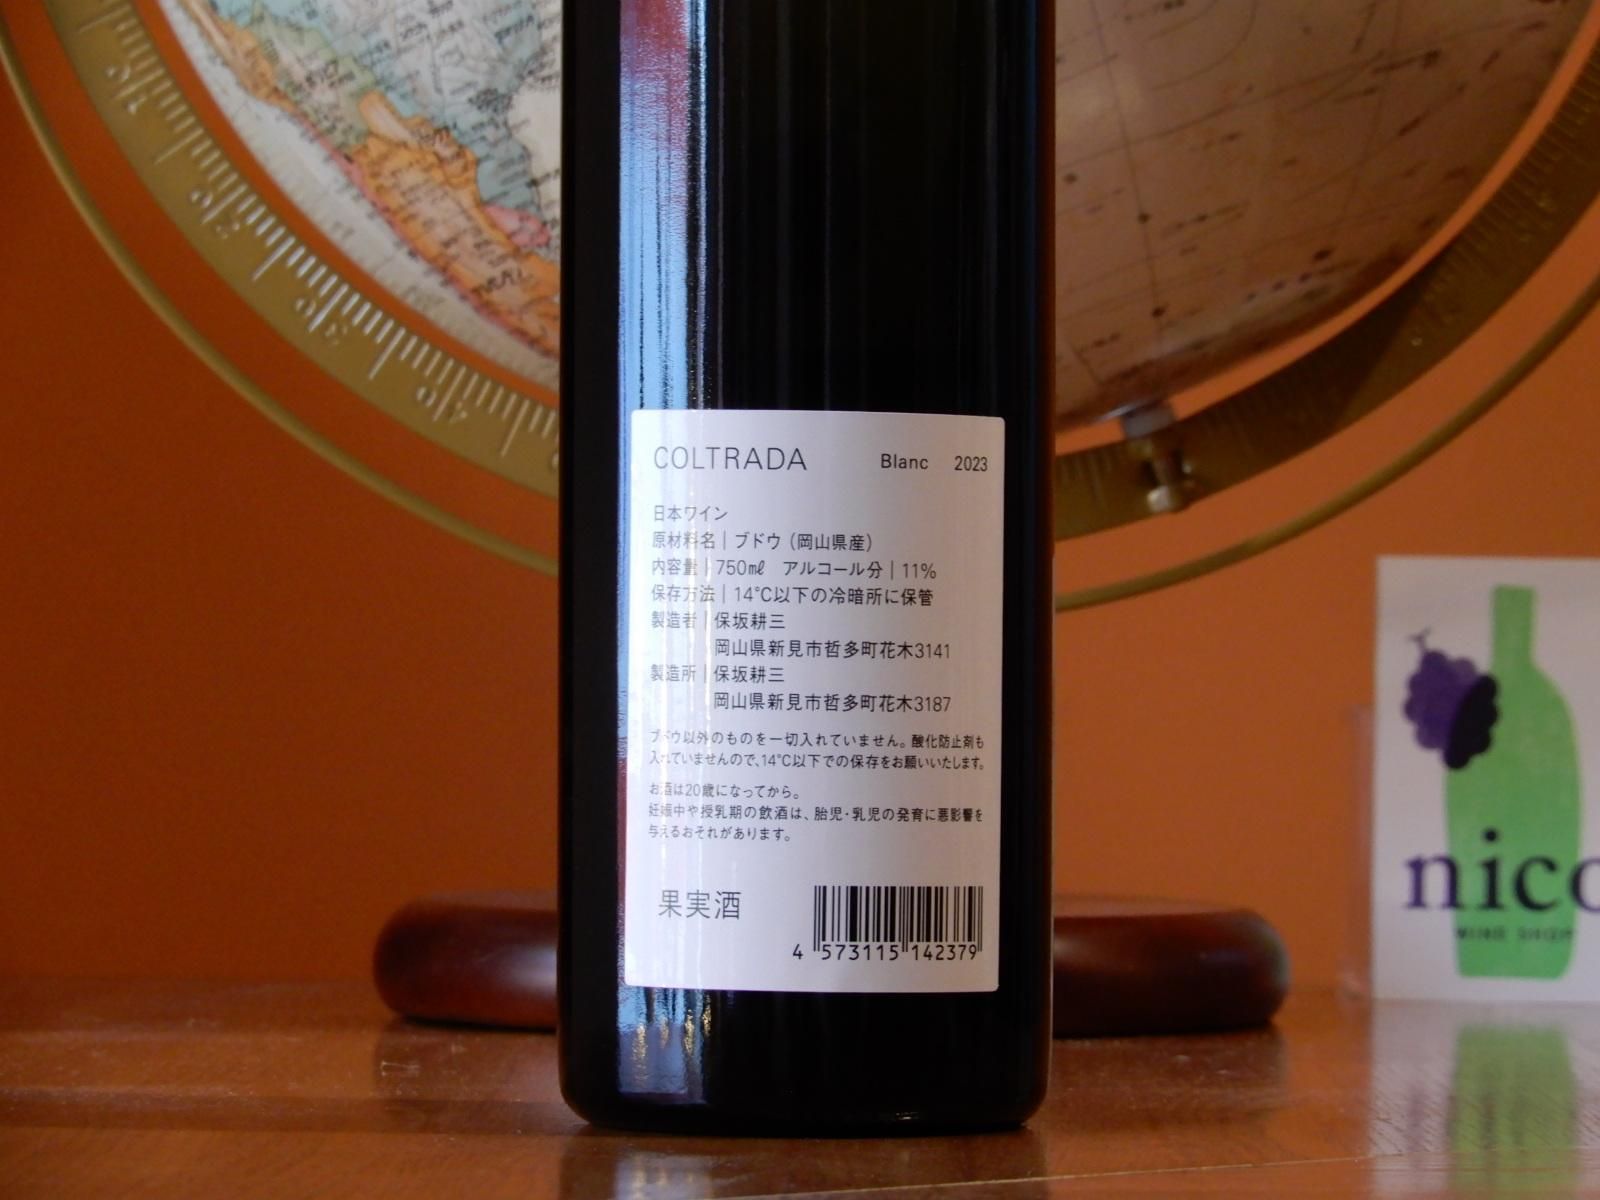 COLTRADA Blanc 2023
日本ワイン
原材料名｜ブドウ（岡山県産）
内容量｜750㎖ アルコール分｜11%
保存方法｜14℃以下の冷暗所に保管
製造者｜保坂耕三
岡山県新見市哲多町花木3141
製造所｜保坂耕三
岡山県新見市哲多町花木3187
ブドウ以外のものを一切入れていません。酸化防止剤も
入れていませんので、14℃以下での保存をお願いいたします。
お酒は20歳になってから。
妊娠中や授乳期の飲酒は、胎児・乳児の発育に悪影響を
与えるおそれがあります。
果実酒
4 573115 142379
nico
WINE SHOP